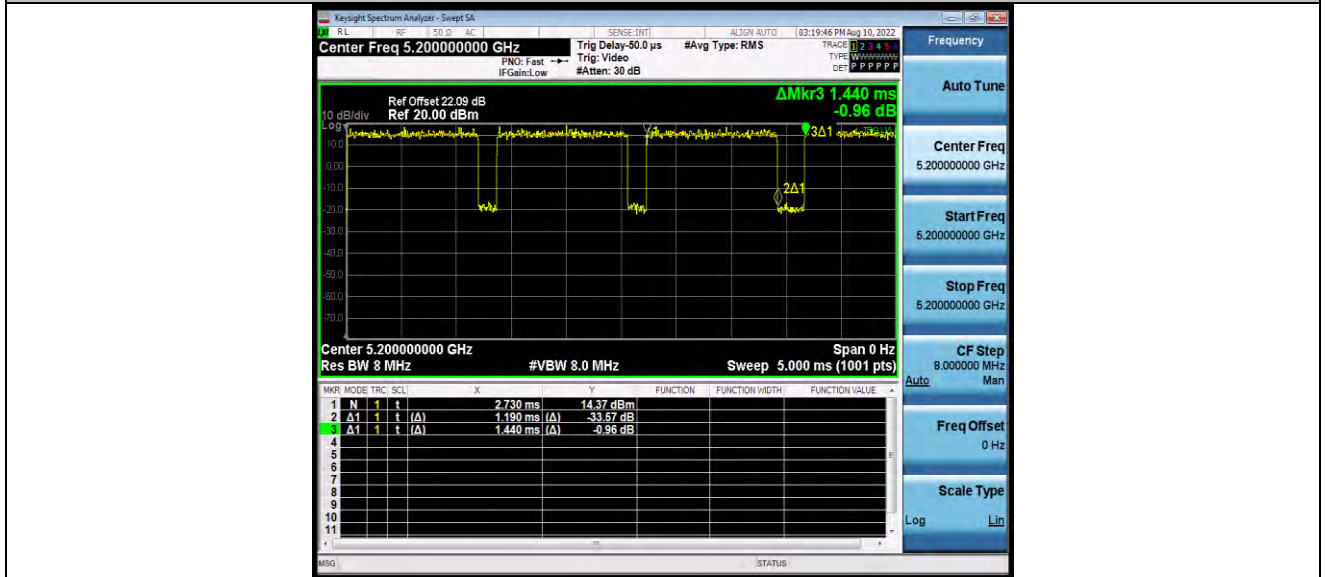 Keysight Spectrum Analyzer - Swept SA
RL RF 50 Ω AC SENSE:INT ALIGN AUTO 03:19:46 PM Aug 10, 2022
Center Freq 5.200000000 GHz
PNO: Fast
IFGain:Low
Trig Delay-50.0 µs
Trig: Video
#Atten: 30 dB
#Avg Type: RMS
TRACE 1 2 3 4 5 6
TYPE W
DET P P P P P P
Frequency
Auto Tune
Center Freq
5.200000000 GHz
Start Freq
5.200000000 GHz
Stop Freq
5.200000000 GHz
CF Step
8.000000 MHz
Auto Man
Freq Offset
0 Hz
Scale Type
Log Lin
ΔMkr3 1.440 ms
-0.96 dB
Ref Offset 22.09 dB
10 dB/div Ref 20.00 dBm
Log
3Δ1
2Δ1
10.0
0.00
-10.0
-20.0
-30.0
-40.0
-50.0
-60.0
-70.0
Center 5.200000000 GHz Span 0 Hz
Res BW 8 MHz #VBW 8.0 MHz Sweep 5.000 ms (1001 pts)
MKR MODE TRC SCL X Y FUNCTION FUNCTION WIDTH FUNCTION VALUE
1 N 1 t 2.730 ms 14.37 dBm
2 Δ1 1 t (Δ) 1.190 ms (Δ) -33.57 dB
3 Δ1 1 t (Δ) 1.440 ms (Δ) -0.96 dB
4
5
6
7
8
9
10
11
MSG STATUS